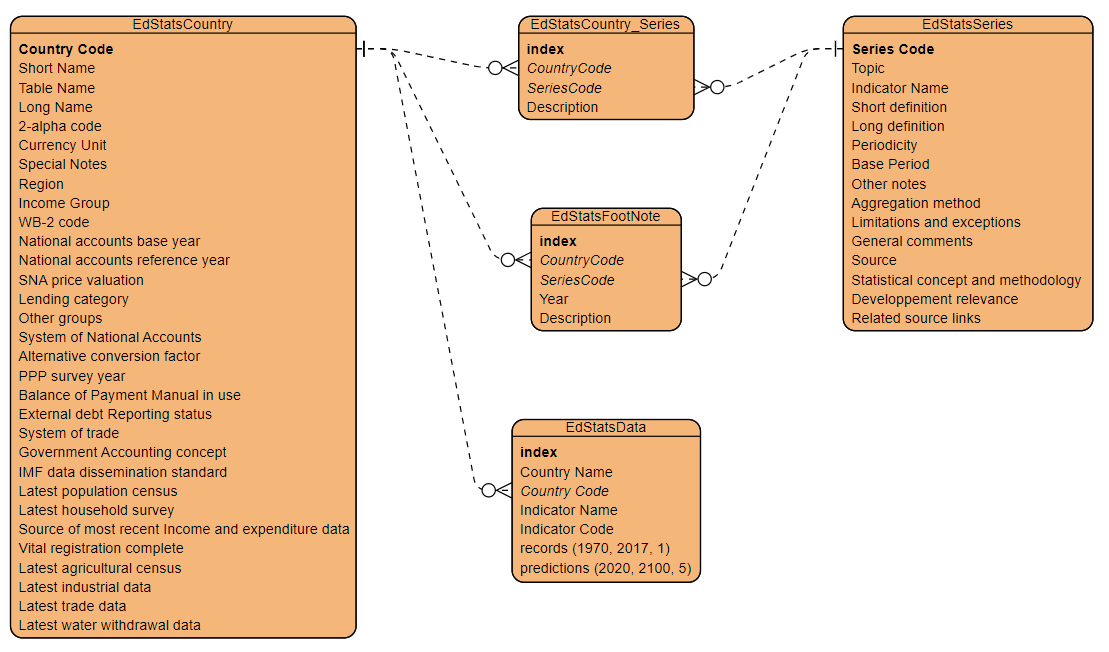 EdStatsCountry
Country Code
Short Name
Table Name
Long Name
2-alpha code
Currency Unit
Special Notes
Region
Income Group
WB-2 code
National accounts base year
National accounts reference year
SNA price valuation
Lending category
Other groups
System of National Accounts
Alternative conversion factor
PPP survey year
Balance of Payment Manual in use
External debt Reporting status
System of trade
Government Accounting concept
IMF data dissemination standard
Latest population census
Latest household survey
Source of most recent Income and expenditure data
Vital registration complete
Latest agricultural census
Latest industrial data
Latest trade data
Latest water withdrawal data
EdStatsCountry_Series
index
CountryCode
SeriesCode
Description
EdStatsFootNote
index
CountryCode
SeriesCode
Year
Description
EdStatsData
index
Country Name
Country Code
Indicator Name
Indicator Code
records (1970, 2017, 1)
predictions (2020, 2100, 5)
EdStatsSeries
Series Code
Topic
Indicator Name
Short definition
Long definition
Periodicity
Base Period
Other notes
Aggregation method
Limitations and exceptions
General comments
Source
Statistical concept and methodology
Developpement relevance
Related source links